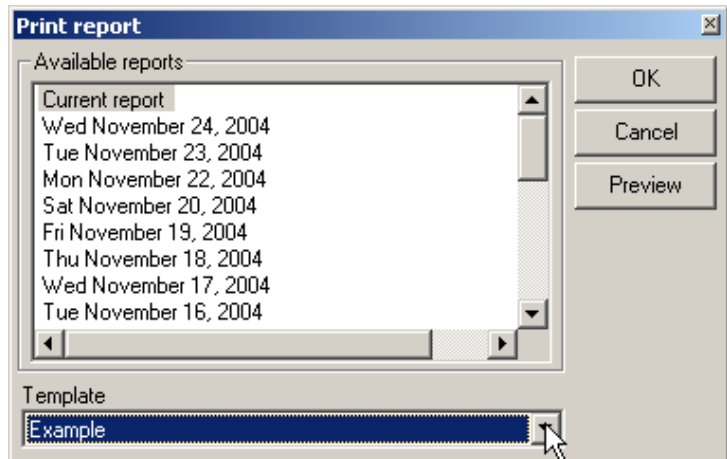 Print report
Available reports
Current report
Wed November 24, 2004
Tue November 23, 2004
Mon November 22, 2004
Sat November 20, 2004
Fri November 19, 2004
Thu November 18, 2004
Wed November 17, 2004
Tue November 16, 2004
OK
Cancel
Preview
Template
Example